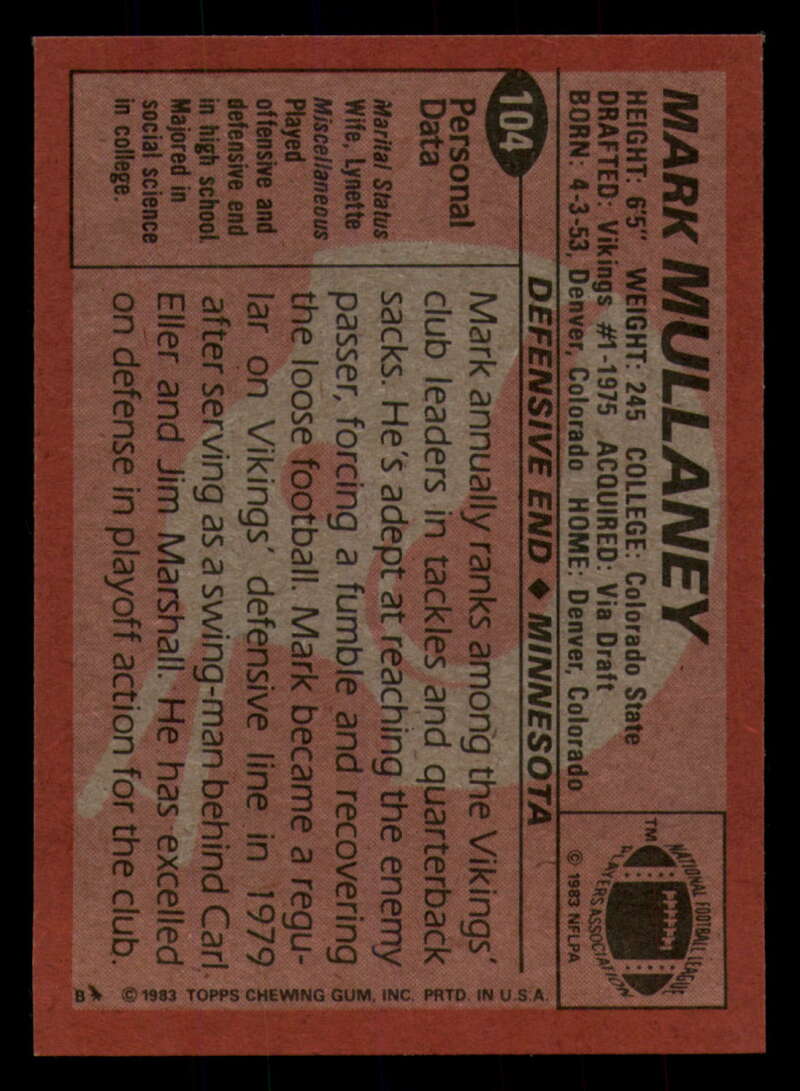 MARK MULLANEY
HEIGHT: 6'5" WEIGHT: 245 COLLEGE: Colorado State
DRAFTED: Vikings #1-1975 ACQUIRED: Via Draft
BORN: 4-3-53, Denver, Colorado HOME: Denver, Colorado
NATIONAL FOOTBALL LEAGUE
PLAYERS ASSOCIATION
TM
© 1983 NFLPA
104
DEFENSIVE END ♦ MINNESOTA
Personal
Data
Marital Status
Wife, Lynette
Miscellaneous
Played
offensive and
defensive end
in high school.
Majored in
social science
in college.
Mark annually ranks among the Vikings'
club leaders in tackles and quarterback
sacks. He's adept at reaching the enemy
passer, forcing a fumble and recovering
the loose football. Mark became a regu-
lar on Vikings' defensive line in 1979
after serving as a swing-man behind Carl
Eller and Jim Marshall. He has excelled
on defense in playoff action for the club.
B © 1983 TOPPS CHEWING GUM, INC. PRTD. IN U.S.A.